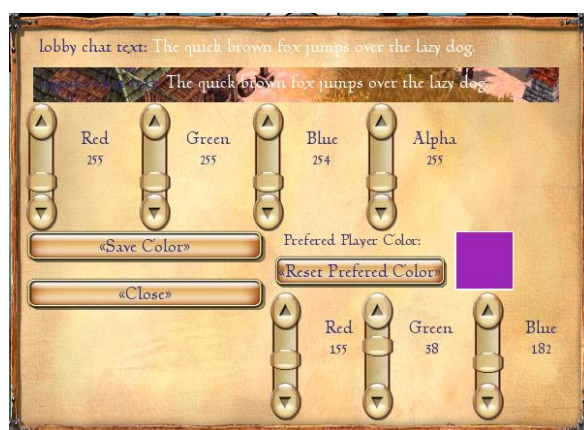 lobby chat text: The quick brown fox jumps over the lazy dog.
The quick brown fox jumps over the lazy dog.
Red Green Blue Alpha
255 255 254 255
«Save Color» Prefered Player Color:
«Reset Prefered Color»
«Close»
Red Green Blue
155 38 182